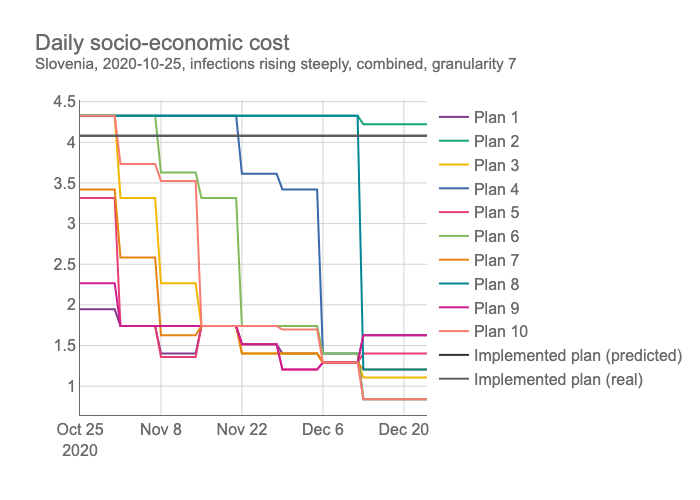 Daily socio-economic cost
Slovenia, 2020-10-25, infections rising steeply, combined, granularity 7
4.5
4
3.5
3
2.5
2
1.5
1
Oct 25
2020
Nov 8
Nov 22
Dec 6
Dec 20
Plan 1
Plan 2
Plan 3
Plan 4
Plan 5
Plan 6
Plan 7
Plan 8
Plan 9
Plan 10
Implemented plan (predicted)
Implemented plan (real)